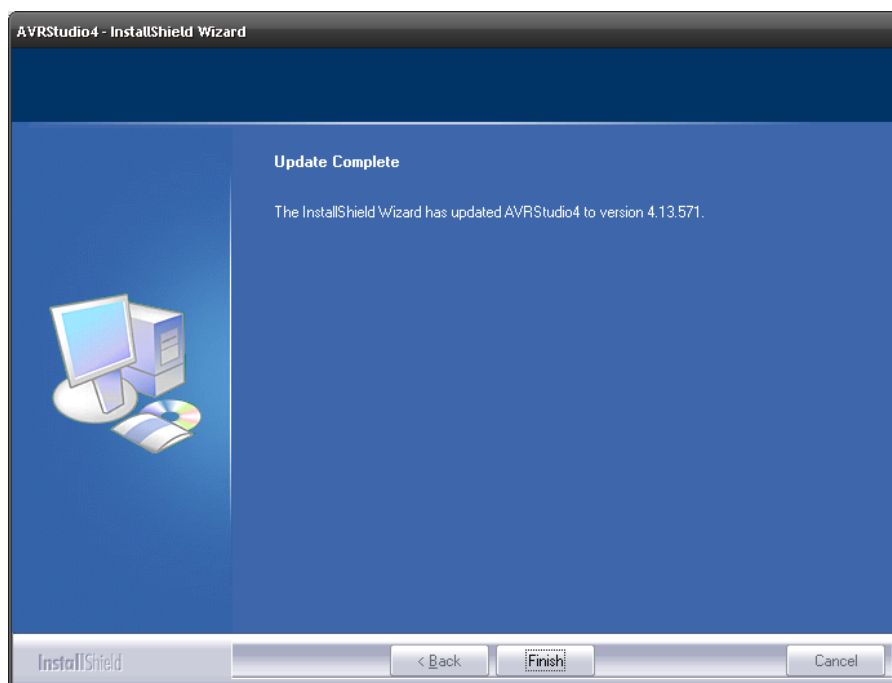 AVRStudio4 - InstallShield Wizard
Update Complete
The InstallShield Wizard has updated AVRStudio4 to version 4.13.571.
InstallShield
< Back
Finish
Cancel